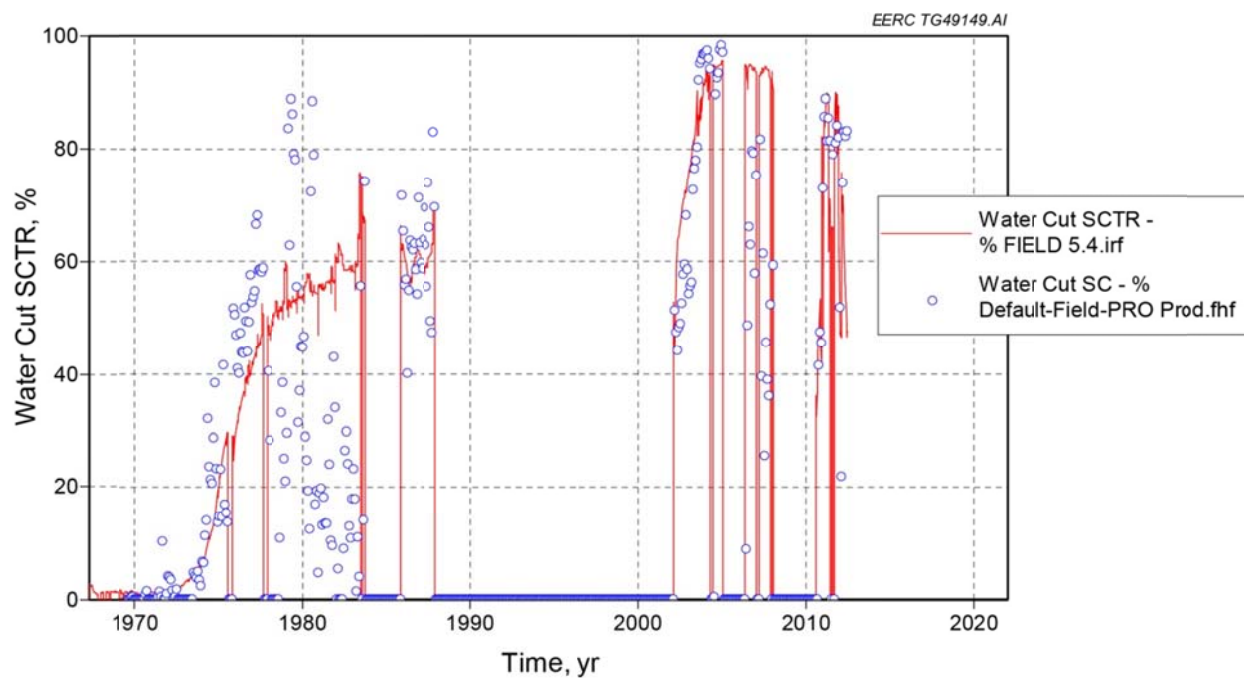 EERC TG49149.AI
100
80
60
40
20
0
Water Cut SCTR, %
Water Cut SCTR -
% FIELD 5.4.irf
Water Cut SC - %
Default-Field-PRO Prod.fhf
1970 1980 1990 2000 2010 2020
Time, yr